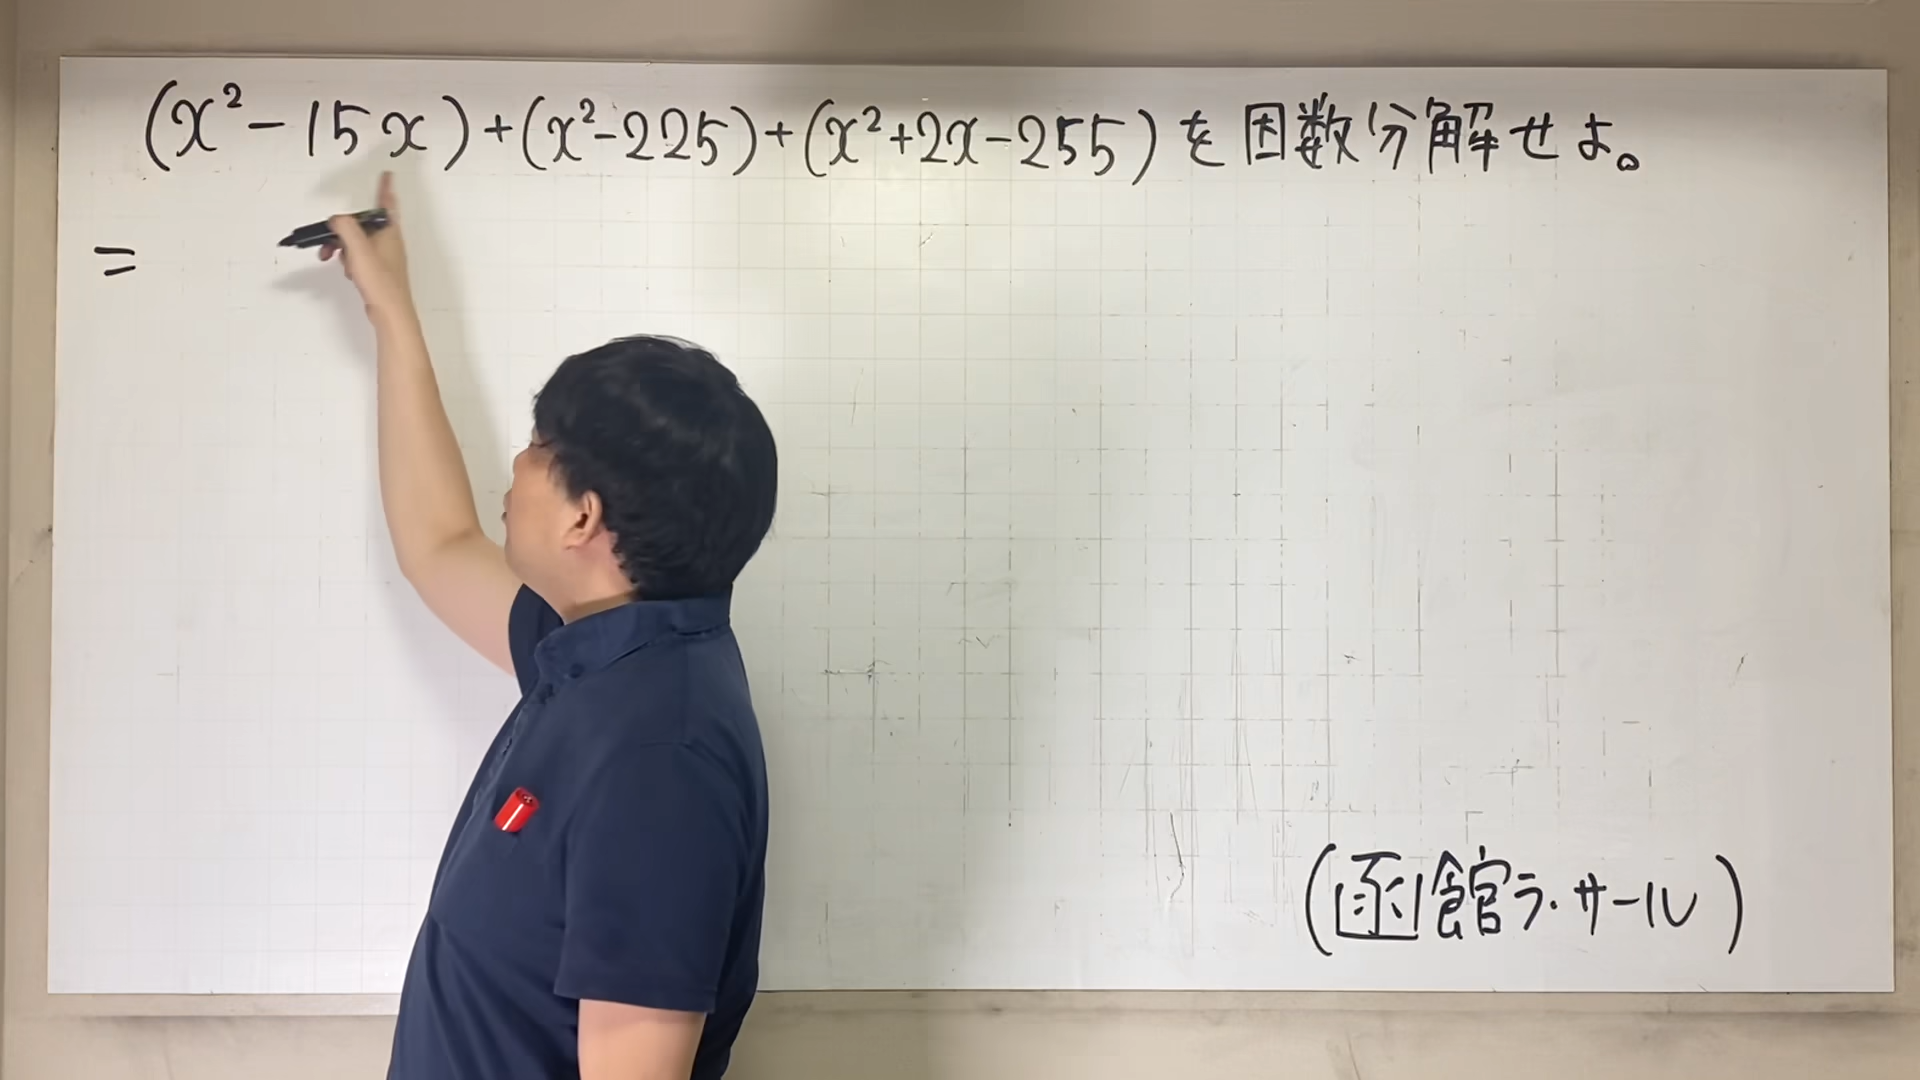 (x²-15x)+(x²-225)+(x²+2x-255)を因数分解せよ。
=
(函館ラ・サール)